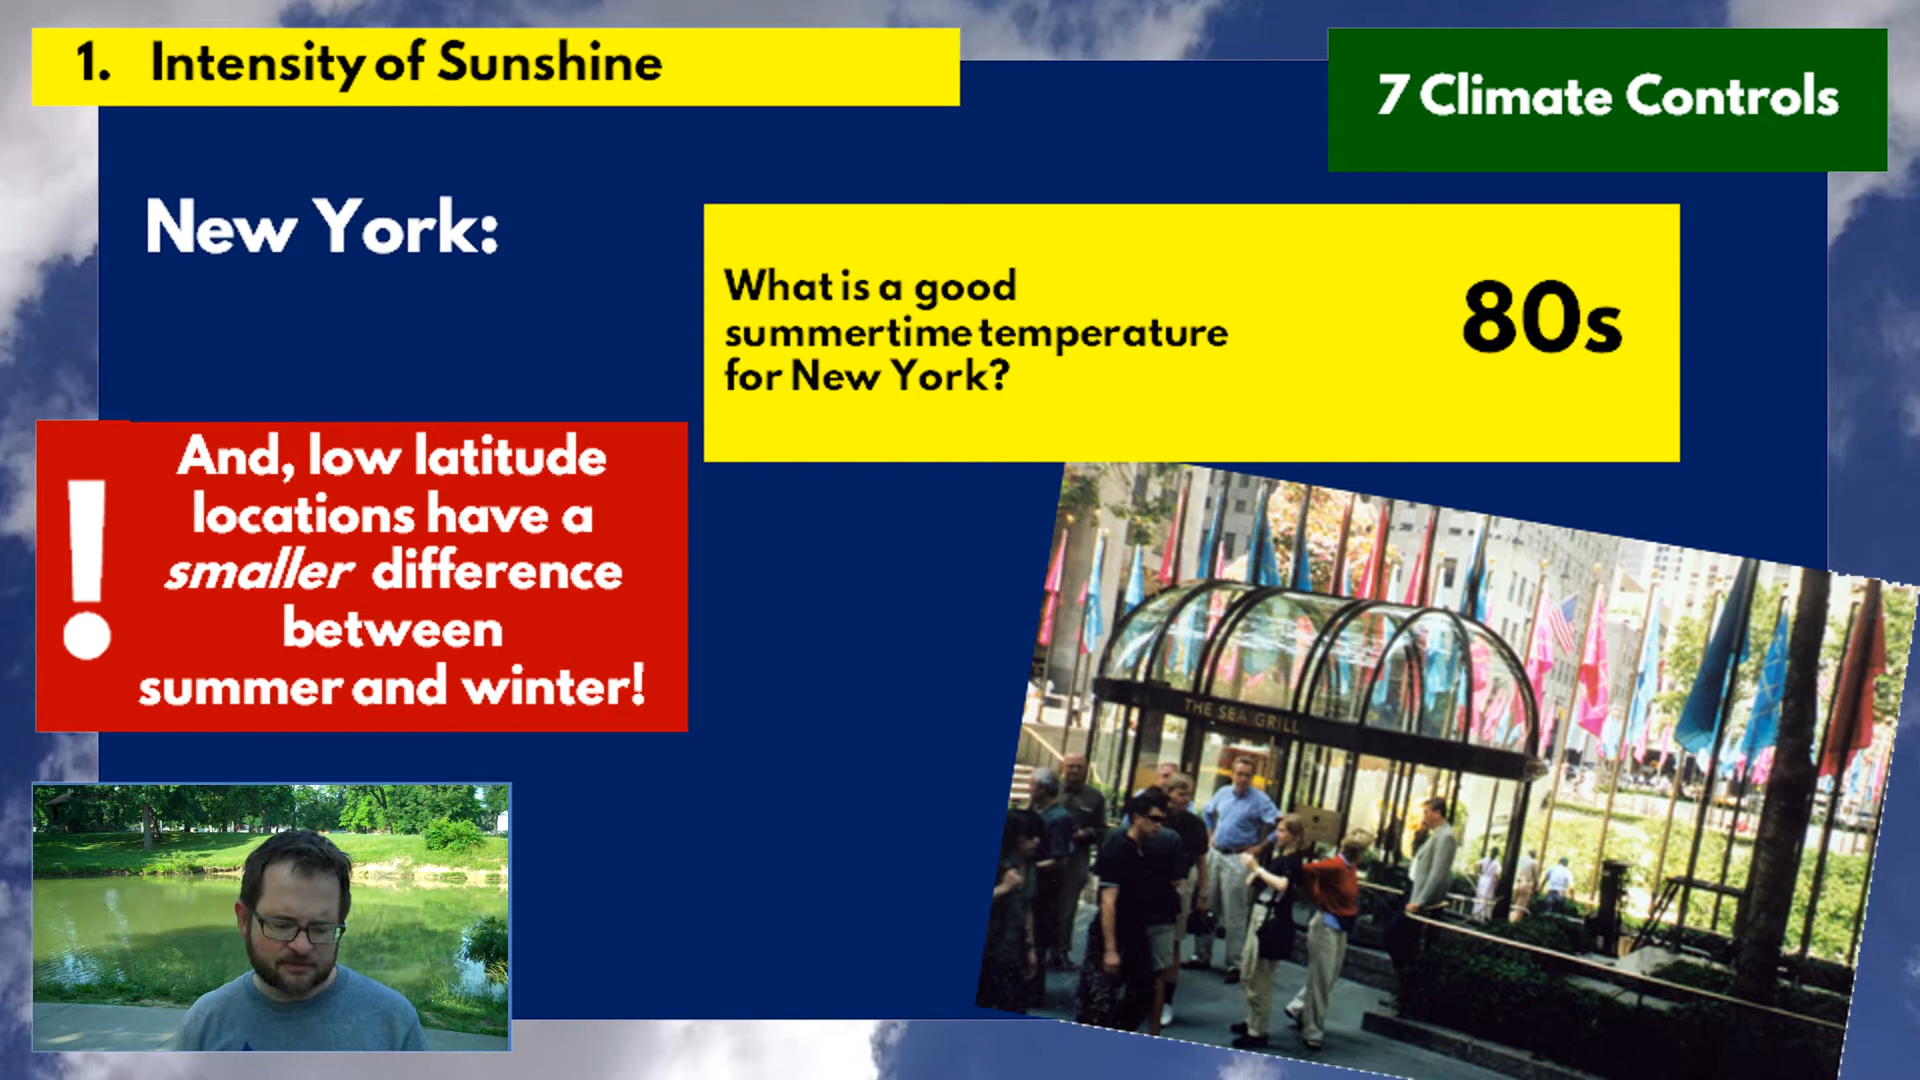 1. Intensity of Sunshine
7 Climate Controls
New York:
What is a good
summertime temperature
for New York?
80s
!
And, low latitude
locations have a
smaller difference
between
summer and winter!
THE SEA GRILL